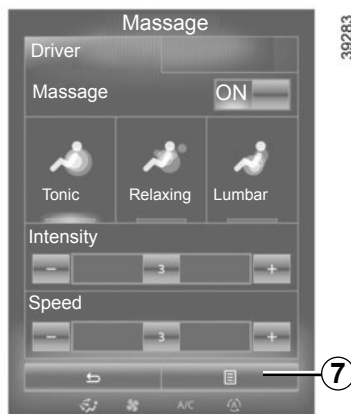 Massage
39283
Driver
Massage ON
Tonic Relaxing Lumbar
Intensity
- 3 +
Speed
- 3 +
7
A/C